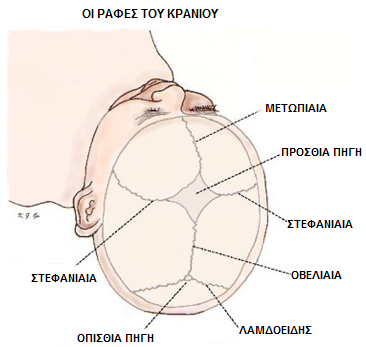 ΟΙ ΡΑΦΕΣ ΤΟΥ ΚΡΑΝΙΟΥ
ΜΕΤΩΠΙΑΙΑ
ΠΡΟΣΘΙΑ ΠΗΓΗ
ΣΤΕΦΑΝΙΑΙΑ
ΣΤΕΦΑΝΙΑΙΑ
ΟΒΕΛΙΑΙΑ
ΟΠΙΣΘΙΑ ΠΗΓΗ
ΛΑΜΔΟΕΙΔΗΣ